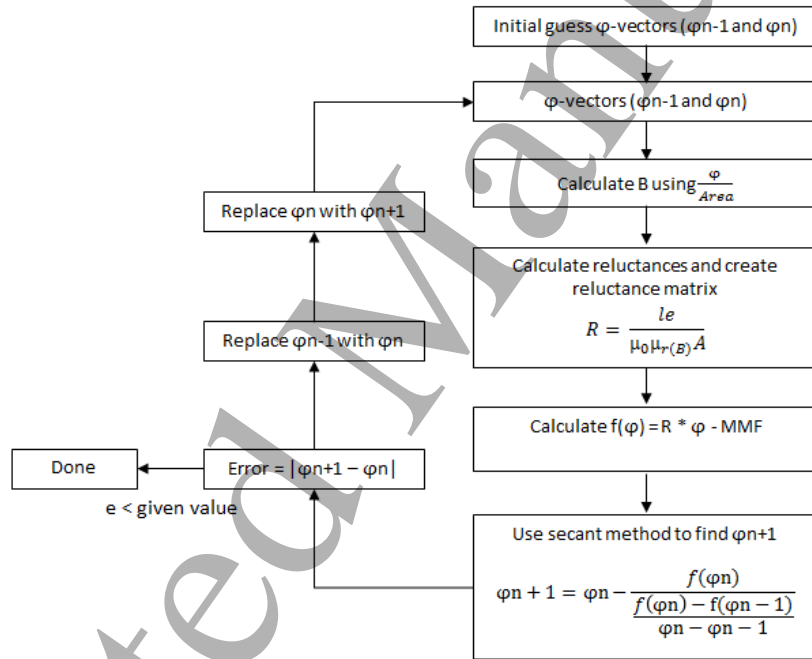 Initial guess φ-vectors (φn-1 and φn)
φ-vectors (φn-1 and φn)
Calculate B using φ/Area
Calculate reluctances and create
reluctance matrix
R = le/(μ₀μᵣ₍B₎A)
Calculate f(φ) = R * φ - MMF
Use secant method to find φn+1
φn + 1 = φn − f(φn)/((f(φn) − f(φn − 1))/(φn − φn − 1))
Error = |φn+1 − φn|
Done
e < given value
Replace φn-1 with φn
Replace φn with φn+1
ted Manu